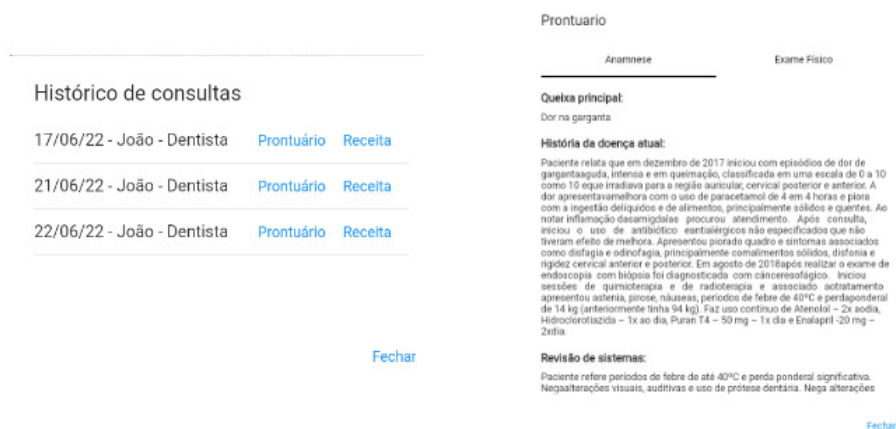 Histórico de consultas
17/06/22 - João - Dentista Prontuário Receita
21/06/22 - João - Dentista Prontuário Receita
22/06/22 - João - Dentista Prontuário Receita
Fechar
Prontuario
Anamnese Exame Físico
Queixa principal:
Dor na garganta
História da doença atual:
Paciente relata que em dezembro de 2017 iniciou com episódios de dor de
gargantaaguda, intensa e em queimação, classificada em uma escala de 0 a 10
como 10 eque irradiava para a região auricular, cervical posterior e anterior. A
dor apresentavamelhora com o uso de paracetamol de 4 em 4 horas e piora
com a ingestão delíquidos e de alimentos, principalmente sólidos e quentes. Ao
notar inflamação dasamigdalas procurou atendimento. Após consulta,
iniciou o uso de antibiótico eantialérgicos não especificados que não
tiveram efeito de melhora. Apresentou piorado quadro e sintomas associados
como disfagia e odinofagia, principalmente comalimentos sólidos, disfonia e
rigidez cervical anterior e posterior. Em agosto de 2018após realizar o exame de
endoscopia com biópsia foi diagnosticada com cânceresofágico. Iniciou
sessões de quimioterapia e de radioterapia e associado aotratamento
apresentou astenia, pirose, náuseas, periodos de febre de 40ºC e perdaponderal
de 14 kg (anteriormente tinha 94 kg). Faz uso contínuo de Atenolol – 2x aodia,
Hidroclorotiazida – 1x ao dia, Puran T4 – 50 mg – 1x dia e Enalapril -20 mg –
2xdia.
Revisão de sistemas:
Paciente refere periodos de febre de até 40ºC e perda ponderal significativa.
Negaalterações visuais, auditivas e uso de prótese dentária. Nega alterações
Fechar